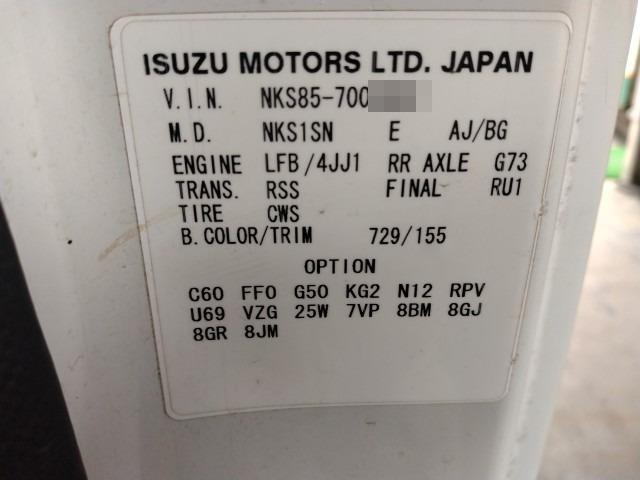 ISUZU MOTORS LTD. JAPAN
V.I.N. NKS85-700
M.D. NKS1SN E AJ/BG
ENGINE LFB/4JJ1 RR AXLE G73
TRANS. RSS FINAL RU1
TIRE CWS
B.COLOR/TRIM 729/155
OPTION
C60 FF0 G50 KG2 N12 RPV
U69 VZG 25W 7VP 8BM 8GJ
8GR 8JM